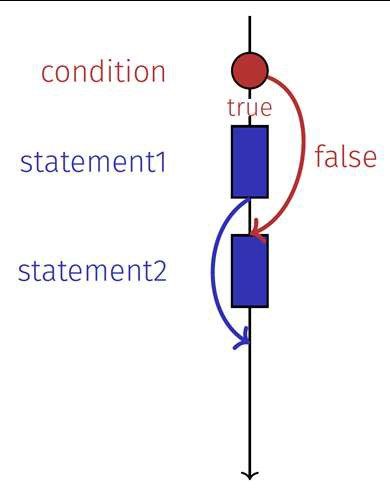 condition
true
statement1
false
statement2